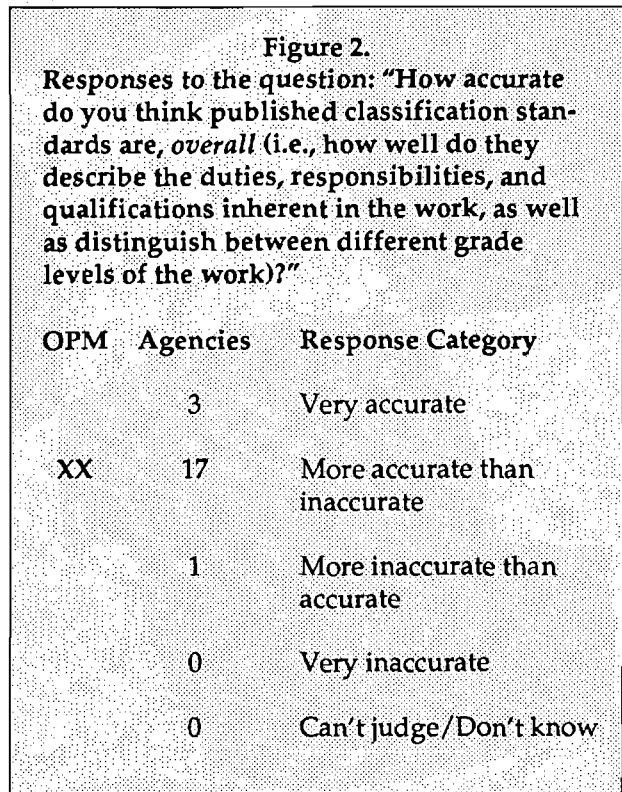 Figure 2.
Responses to the question: "How accurate
do you think published classification stan-
dards are, overall (i.e., how well do they
describe the duties, responsibilities, and
qualifications inherent in the work, as well
as distinguish between different grade
levels of the work)?"
OPM Agencies Response Category
3 Very accurate
XX 17 More accurate than
inaccurate
1 More inaccurate than
accurate
0 Very inaccurate
0 Can't judge/Don't know